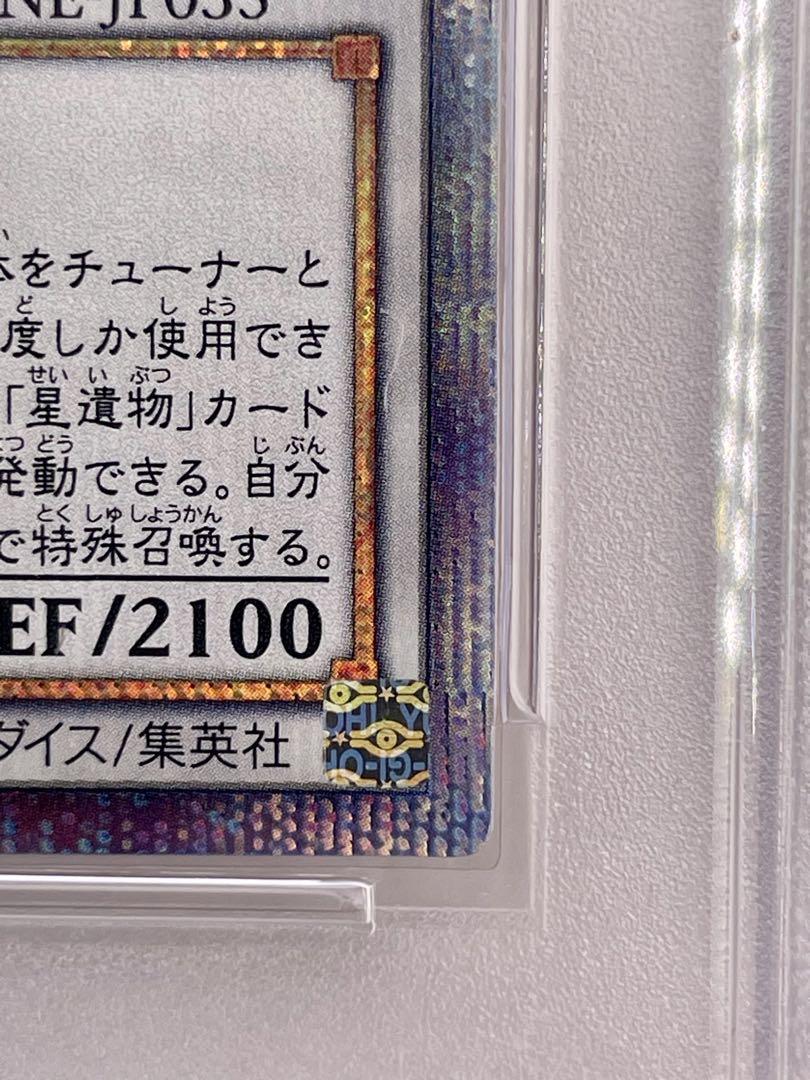 NE-JP033
い
本をチューナーと
ど しよう
度しか使用でき
せいいぶつ
「星遺物」カード
つどう じぶん
発動できる。自分
とくしゅしょうかん
で特殊召喚する。
EF/2100
ダイス/集英社